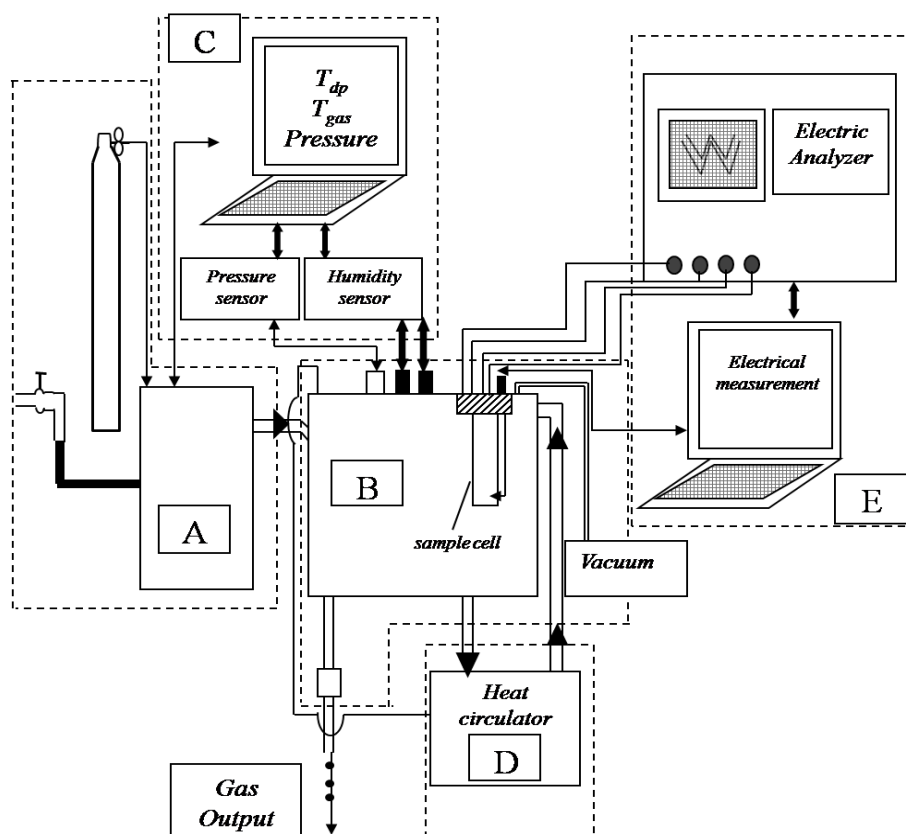 C
T_dp
T_gas
Pressure
Electric
Analyzer
Pressure
sensor
Humidity
sensor
Electrical
measurement
B
E
A
sample cell
Vacuum
Heat
circulator
D
Gas
Output